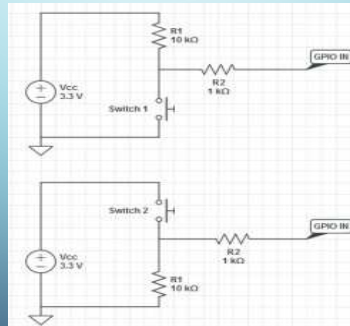 R1
10 kΩ
GPIO IN
R2
1 kΩ
Vcc
3.3 V
Switch 1
Switch 2
GPIO IN
R2
1 kΩ
Vcc
3.3 V
R1
10 kΩ